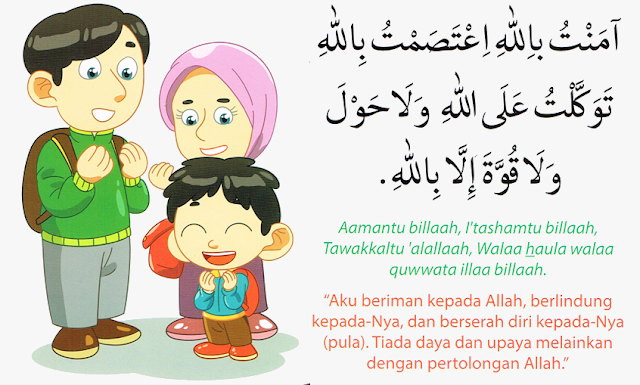 آمَنْتُ بِاللهِ اِعْتَصَمْتُ بِاللهِ
تَوَكَّلْتُ عَلَى اللهِ وَلَا حَوْلَ
وَلَا قُوَّةَ إِلَّا بِاللهِ.
Aamantu billaah, I'tashamtu billaah,
Tawakkaltu 'alallaah, Walaa haula walaa
quwwata illaa billaah.
“Aku beriman kepada Allah, berlindung
kepada-Nya, dan berserah diri kepada-Nya
(pula). Tiada daya dan upaya melainkan
dengan pertolongan Allah.”